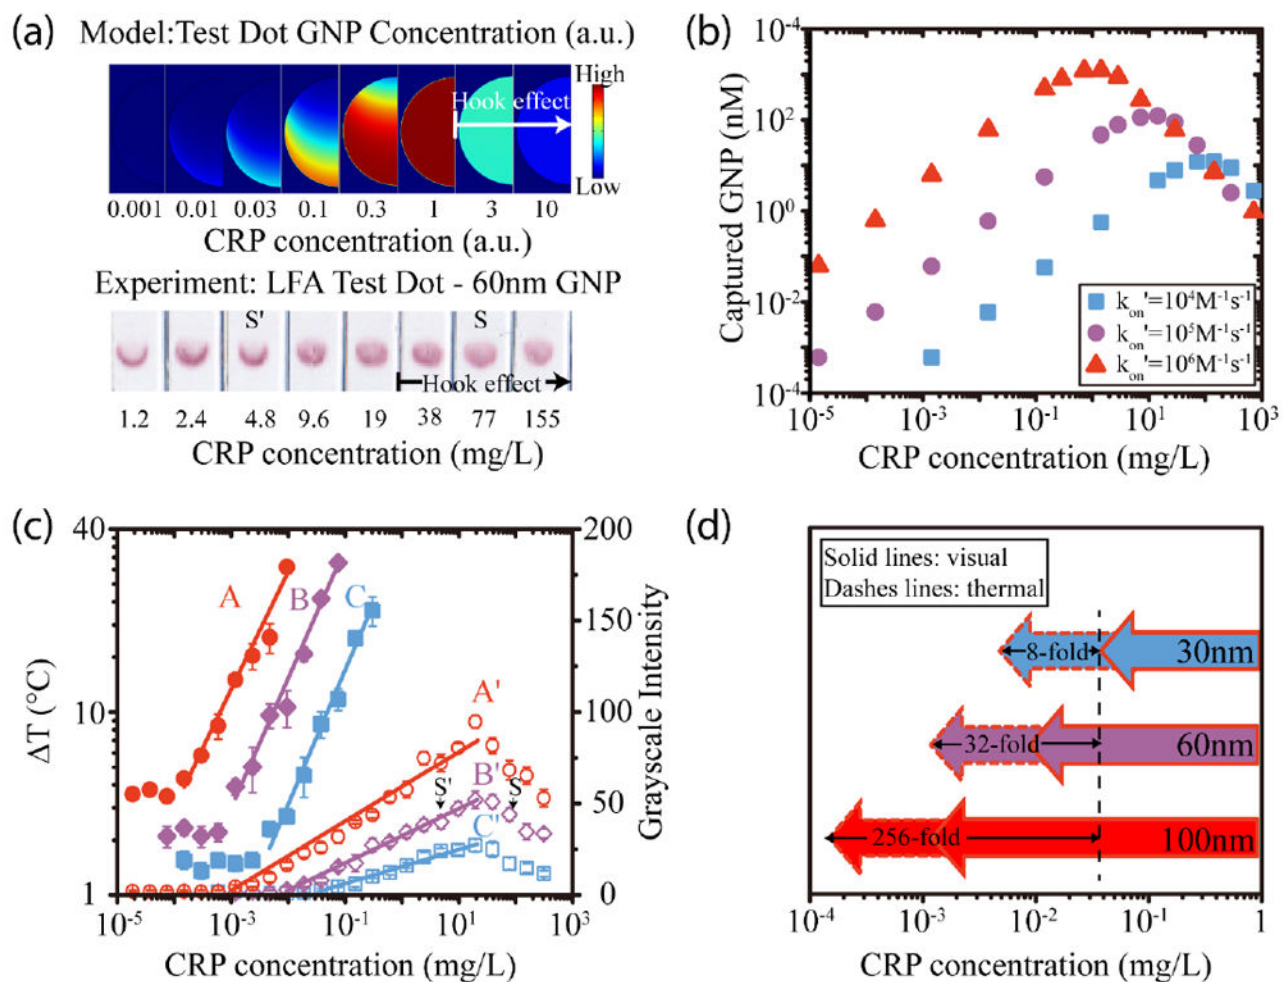 (a)
Model:Test Dot GNP Concentration (a.u.)
High
Hook effect
Low
0.001 0.01 0.03 0.1 0.3 1 3 10
CRP concentration (a.u.)
Experiment: LFA Test Dot - 60nm GNP
S' S
Hook effect
1.2 2.4 4.8 9.6 19 38 77 155
CRP concentration (mg/L)
(b)
Captured GNP (nM)
10⁻⁴
10²
10⁰
10⁻²
10⁻⁴
kon'=10⁴M⁻¹s⁻¹
kon'=10⁵M⁻¹s⁻¹
kon'=10⁶M⁻¹s⁻¹
10⁻⁵ 10⁻³ 10⁻¹ 10¹ 10³
CRP concentration (mg/L)
(c)
ΔT (°C)
40
10
1
A B C
A'
B'
C'
S' S
200
150
100
50
0
Grayscale Intensity
10⁻⁵ 10⁻³ 10⁻¹ 10¹ 10³
CRP concentration (mg/L)
(d)
Solid lines: visual
Dashes lines: thermal
8-fold 30nm
32-fold 60nm
256-fold 100nm
10⁻⁴ 10⁻³ 10⁻² 10⁻¹ 1
CRP concentration (mg/L)